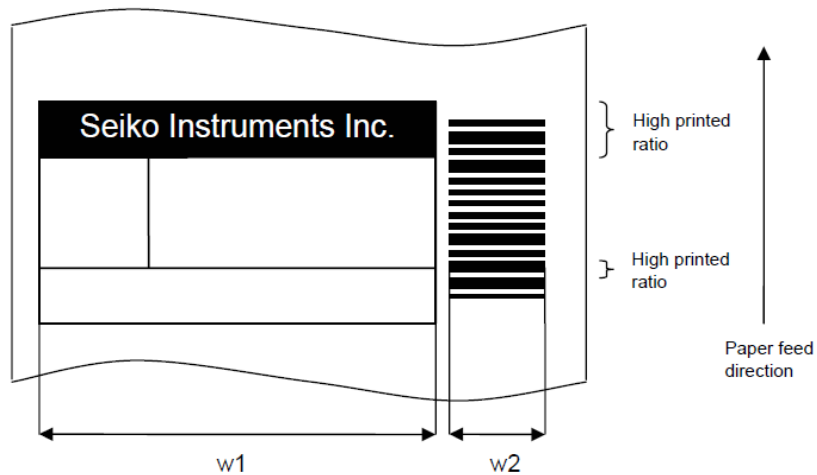 Seiko Instruments Inc.
High printed
ratio
High printed
ratio
Paper feed
direction
w1
w2